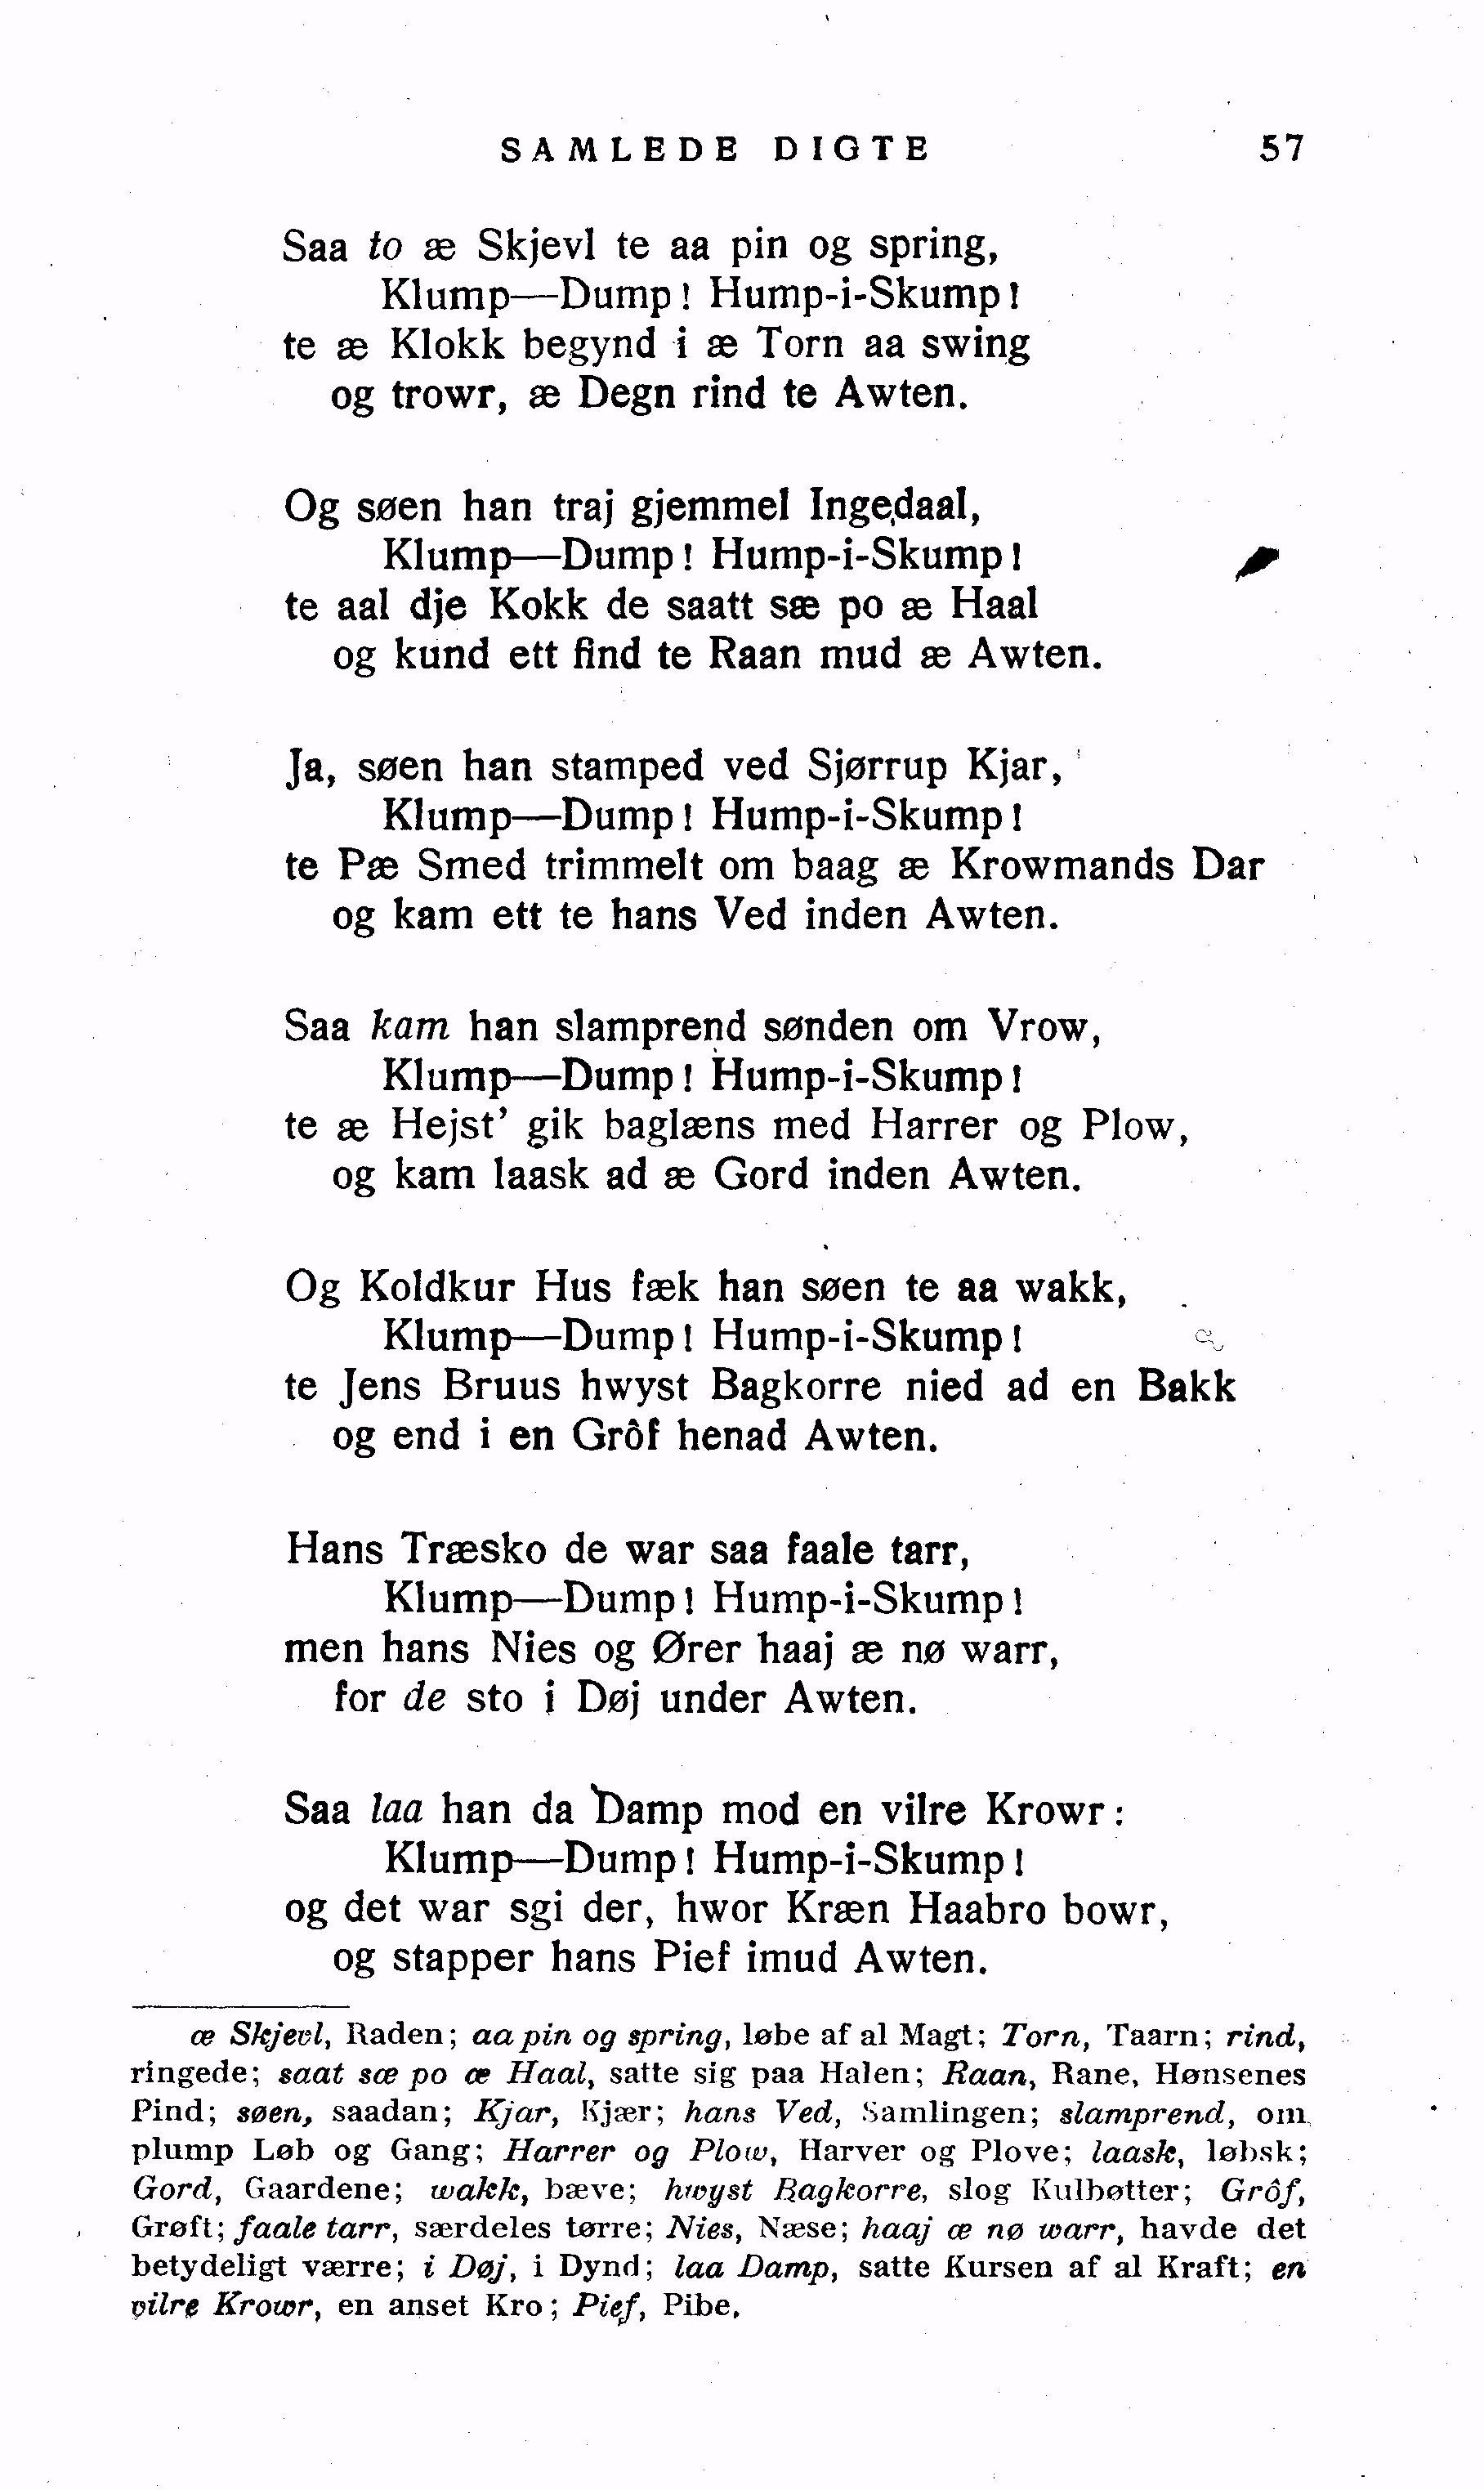 SAMLEDE DIGTE 57
Saa to æ Skjevl te aa pin og spring,
Klump—Dump! Hump-i-Skump!
te æ Klokk begynd i æ Torn aa swing
og trowr, æ Degn rind te Awten.
Og søen han traj gjemmel Ingedaal,
Klump—Dump! Hump-i-Skump!
te aal dje Kokk de saatt sæ po æ Haal
og kund ett find te Raan mud æ Awten.
Ja, søen han stamped ved Sjørrup Kjar,
Klump—Dump! Hump-i-Skump!
te Pæ Smed trimmelt om baag æ Krowmands Dar
og kam ett te hans Ved inden Awten.
Saa kam han slamprend sønden om Vrow,
Klump—Dump! Hump-i-Skump!
te æ Hejst' gik baglæns med Harrer og Plow,
og kam laask ad æ Gord inden Awten.
Og Koldkur Hus fæk han søen te aa wakk,
Klump—Dump! Hump-i-Skump!
te Jens Bruus hwyst Bagkorre nied ad en Bakk
og end i en Grôf henad Awten.
Hans Træsko de war saa faale tarr,
Klump—Dump! Hump-i-Skump!
men hans Nies og Ører haaj æ nø warr,
for de sto i Døj under Awten.
Saa laa han da Damp mod en vilre Krowr:
Klump—Dump! Hump-i-Skump!
og det war sgi der, hwor Kræn Haabro bowr,
og stapper hans Pief imud Awten.
æ Skjevl, Raden; aa pin og spring, løbe af al Magt; Torn, Taarn; rind,
ringede; saat sæ po æ Haal, satte sig paa Halen; Raan, Rane, Hønsenes
Pind; søen, saadan; Kjar, Kjær; hans Ved, Samlingen; slamprend, om
plump Løb og Gang; Harrer og Plow, Harver og Plove; laask, løbsk;
Gord, Gaardene; wakk, bæve; hwyst Bagkorre, slog Kulbøtter; Grôf,
Grøft; faale tarr, særdeles tørre; Nies, Næse; haaj æ nø warr, havde det
betydeligt værre; i Døj, i Dynd; laa Damp, satte Kursen af al Kraft; en
vilre Krowr, en anset Kro; Pief, Pibe.